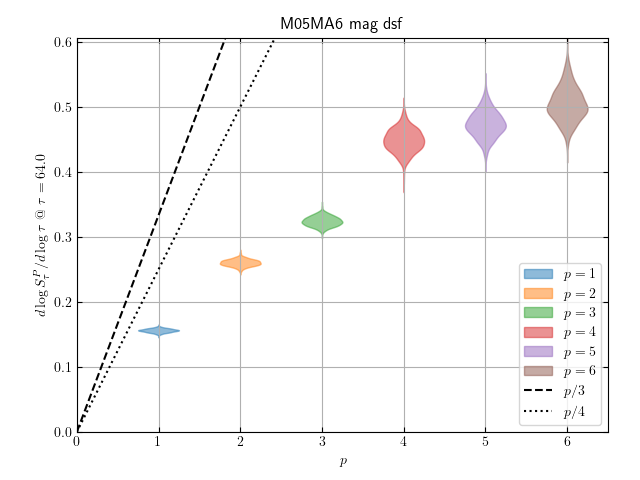 M05MA6 mag dsf
d log S_τ^P / d log τ @ τ = 64.0
0.6
0.5
0.4
0.3
0.2
0.1
0.0
0 1 2 3 4 5 6
p
p = 1
p = 2
p = 3
p = 4
p = 5
p = 6
p/3
p/4